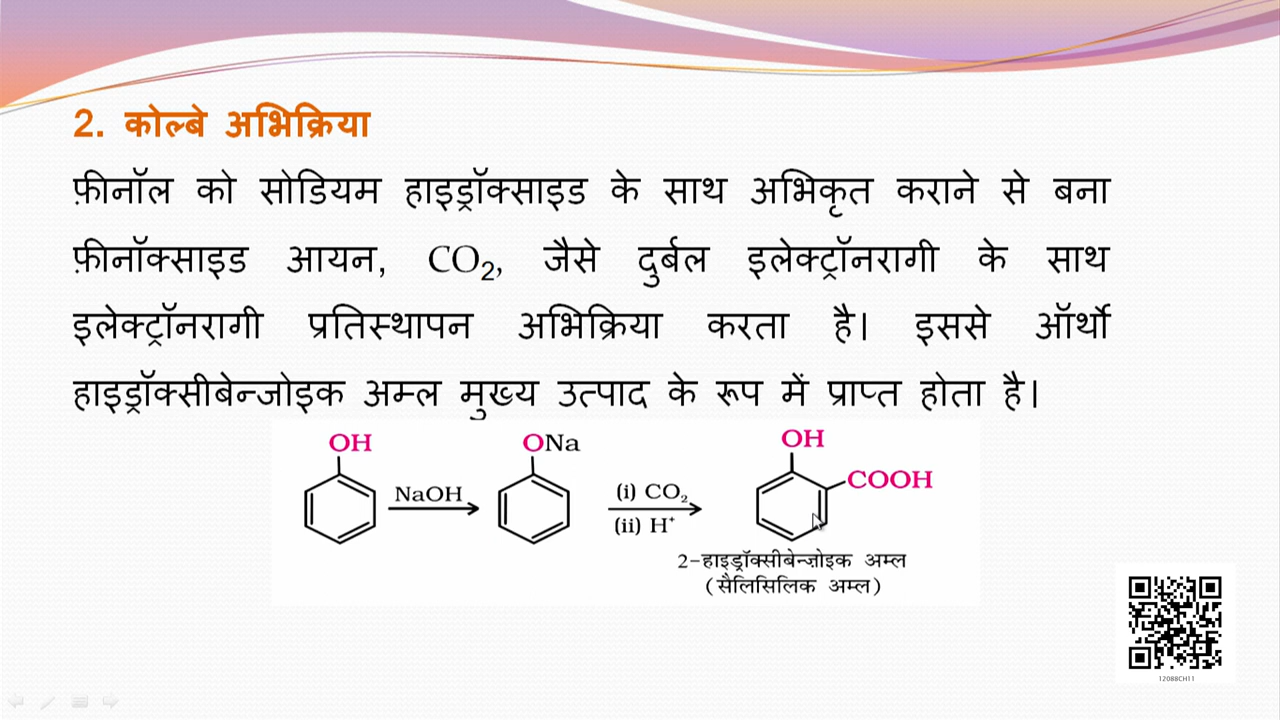 2. कोल्बे अभिक्रिया
फ़ीनॉल को सोडियम हाइड्रॉक्साइड के साथ अभिकृत कराने से बना
फ़ीनॉक्साइड आयन, CO₂, जैसे दुर्बल इलेक्ट्रॉनरागी के साथ
इलेक्ट्रॉनरागी प्रतिस्थापन अभिक्रिया करता है। इससे ऑर्थो
हाइड्रॉक्सीबेन्जोइक अम्ल मुख्य उत्पाद के रूप में प्राप्त होता है।
OH
ONa
OH
COOH
NaOH
(i) CO₂
(ii) H⁺
2-हाइड्रॉक्सीबेन्ज़ोइक अम्ल
(सैलिसिलिक अम्ल)
12088CH11